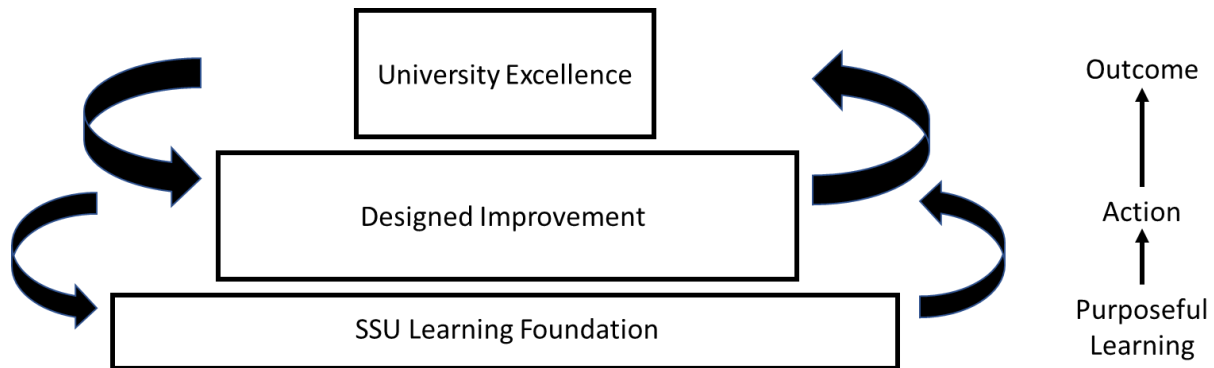 University Excellence
Designed Improvement
SSU Learning Foundation
Outcome
Action
Purposeful
Learning